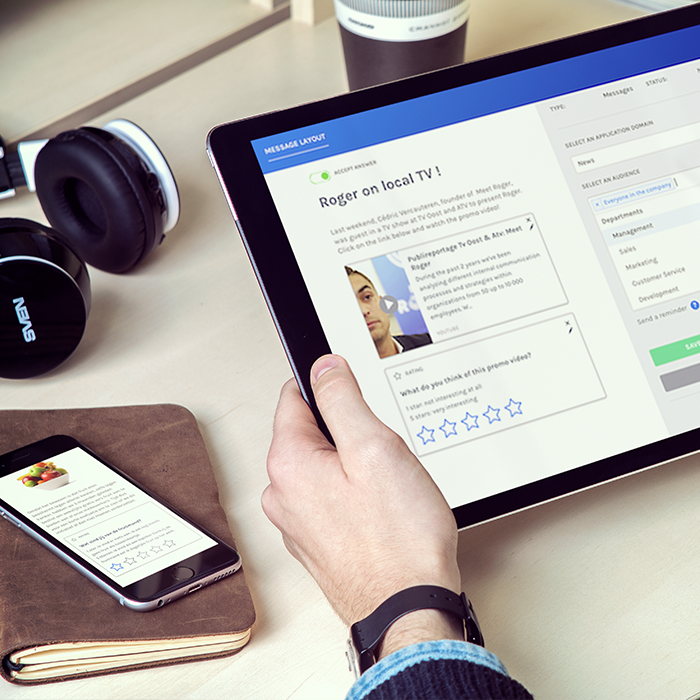 MESSAGE LAYOUT
ACCEPT ANSWER
Roger on local TV !
Last weekend, Cédric Vercauteren, founder of Meet Roger,
was guest in a TV show at TV Oost and ATV to present Roger.
Click on the link below and watch the promo video!
Publireportage Tv Oost & Atv: Meet
Roger
During the past 2 years we've been
analysing different internal communication
processes and strategies within
organizations from 50 up to 10 000
employees. w...
YOUTUBE
RATING
What do you think of this promo video?
1 star: not interesting at all
5 stars: very interesting
TYPE:
Messages
STATUS:
SELECT AN APPLICATION DOMAIN
News
SELECT AN AUDIENCE
× Everyone in the company
Departments
Management
Sales
Marketing
Customer Service
Development
Send a reminder ?
SAVE
SVEN